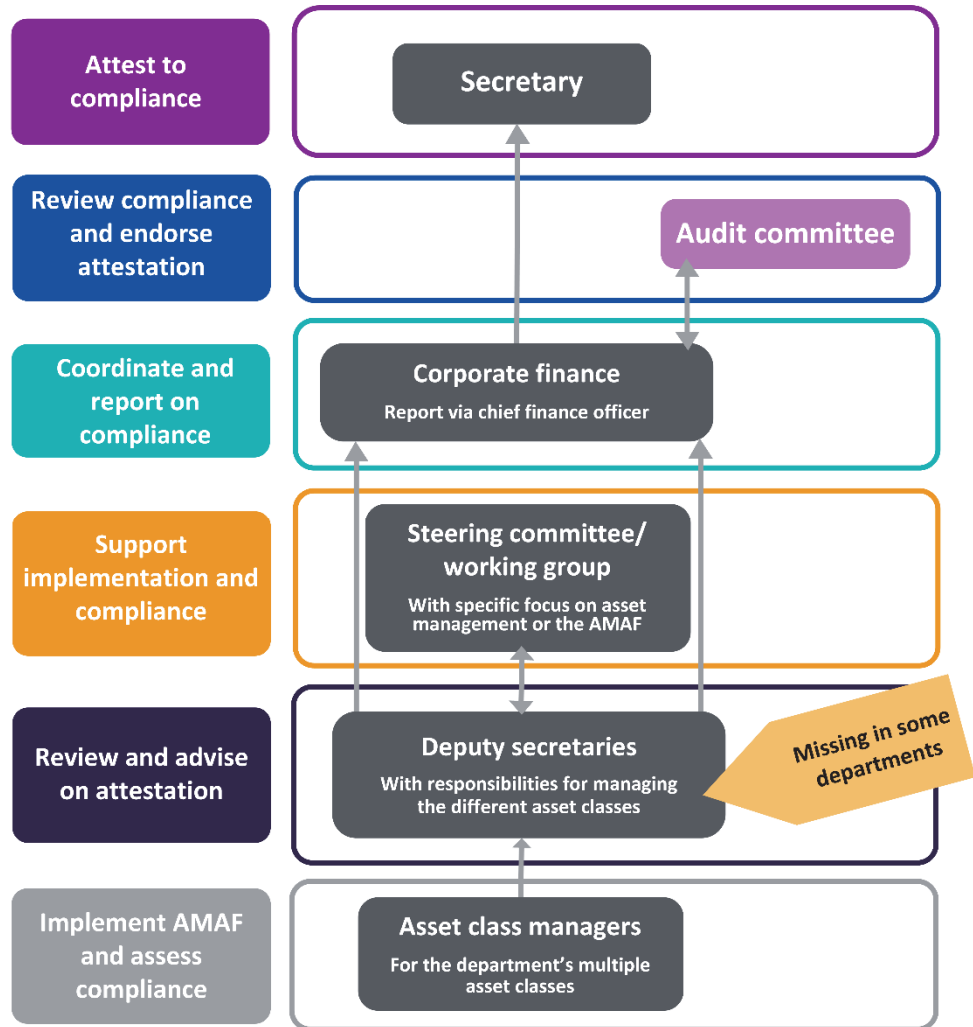 Attest to
compliance
Secretary
Review compliance
and endorse
attestation
Audit committee
Coordinate and
report on
compliance
Corporate finance
Report via chief finance officer
Support
implementation and
compliance
Steering committee/
working group
With specific focus on asset
management or the AMAF
Review and advise
on attestation
Deputy secretaries
With responsibilities for managing
the different asset classes
Missing in some
departments
Implement AMAF
and assess
compliance
Asset class managers
For the department's multiple
asset classes